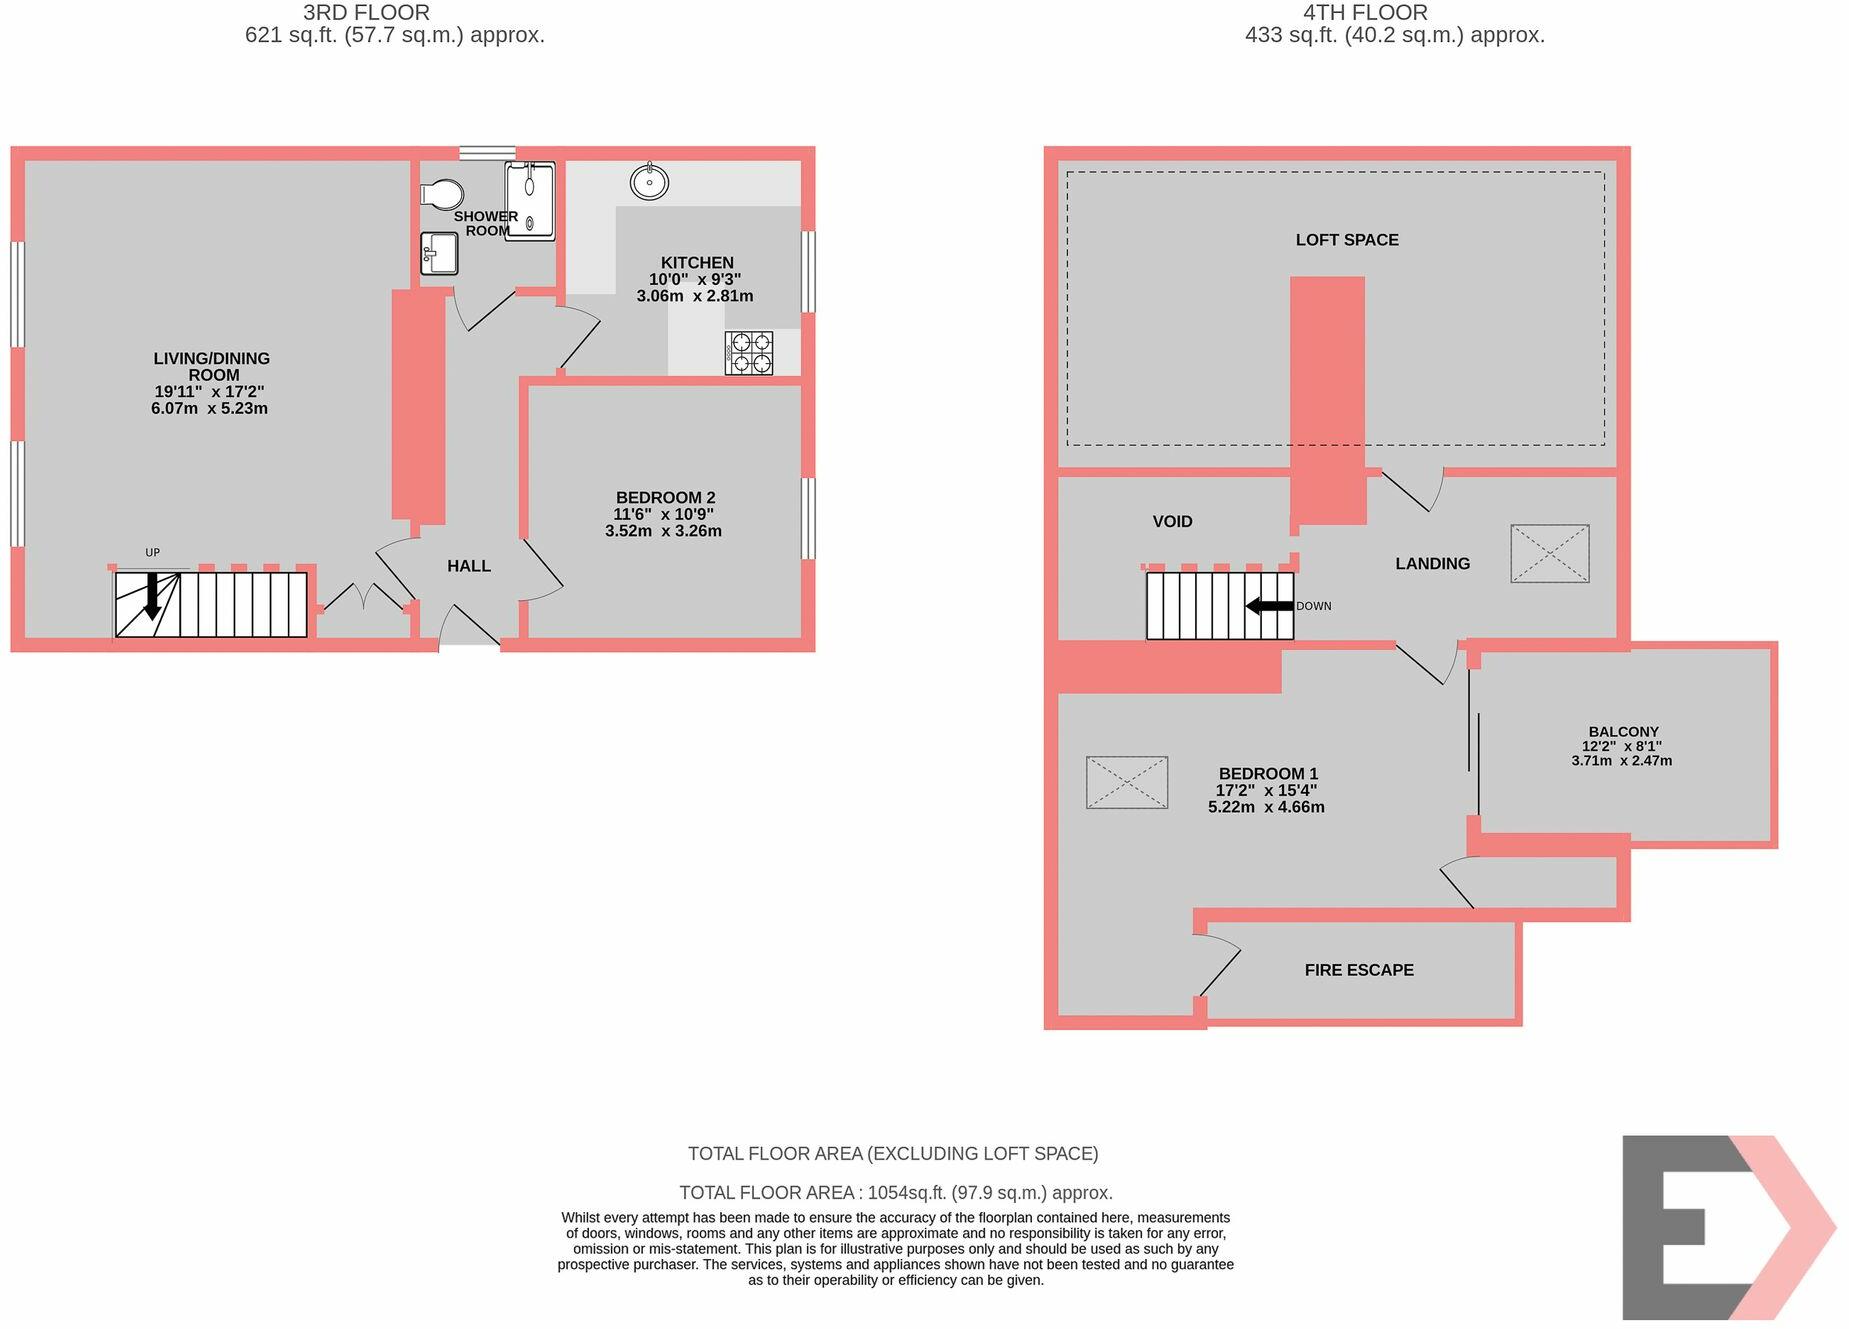 3RD FLOOR
621 sq.ft. (57.7 sq.m.) approx.
4TH FLOOR
433 sq.ft. (40.2 sq.m.) approx.
SHOWER
ROOM
KITCHEN
10'0" x 9'3"
3.06m x 2.81m
LIVING/DINING
ROOM
19'11" x 17'2"
6.07m x 5.23m
BEDROOM 2
11'6" x 10'9"
3.52m x 3.26m
UP
HALL
LOFT SPACE
VOID
LANDING
DOWN
BALCONY
12'2" x 8'1"
3.71m x 2.47m
BEDROOM 1
17'2" x 15'4"
5.22m x 4.66m
FIRE ESCAPE
TOTAL FLOOR AREA (EXCLUDING LOFT SPACE)
TOTAL FLOOR AREA : 1054sq.ft. (97.9 sq.m.) approx.
Whilst every attempt has been made to ensure the accuracy of the floorplan contained here, measurements
of doors, windows, rooms and any other items are approximate and no responsibility is taken for any error,
omission or mis-statement. This plan is for illustrative purposes only and should be used as such by any
prospective purchaser. The services, systems and appliances shown have not been tested and no guarantee
as to their operability or efficiency can be given.
E